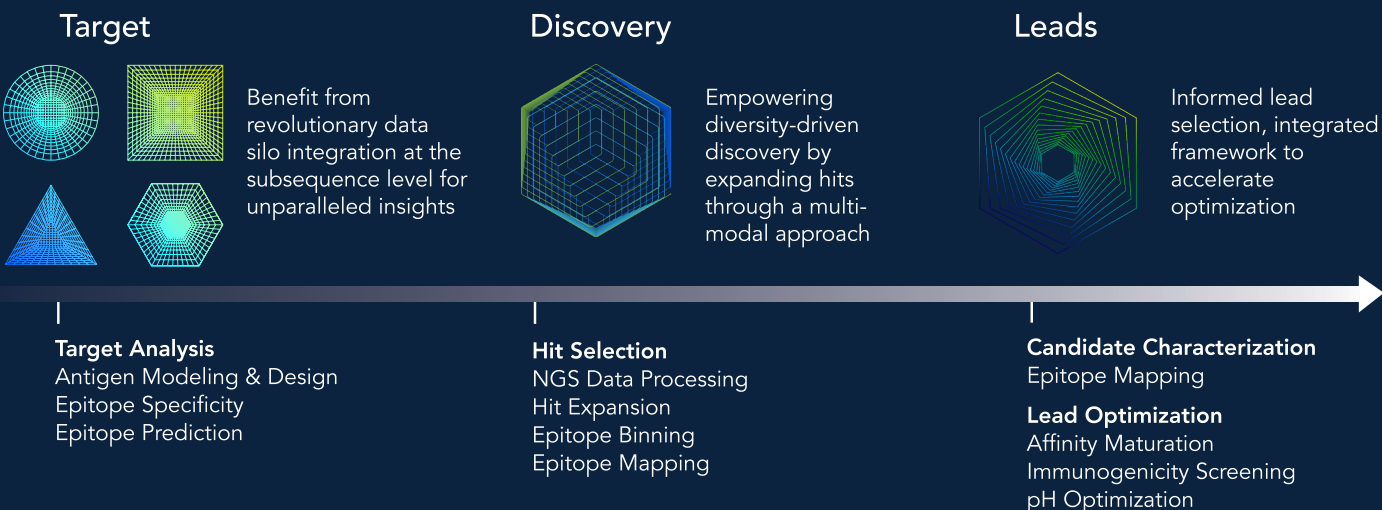 Target
Benefit from
revolutionary data
silo integration at the
subsequence level for
unparalleled insights
Discovery
Empowering
diversity-driven
discovery by
expanding hits
through a multi-
modal approach
Leads
Informed lead
selection, integrated
framework to
accelerate
optimization
Target Analysis
Antigen Modeling & Design
Epitope Specificity
Epitope Prediction
Hit Selection
NGS Data Processing
Hit Expansion
Epitope Binning
Epitope Mapping
Candidate Characterization
Epitope Mapping
Lead Optimization
Affinity Maturation
Immunogenicity Screening
pH Optimization